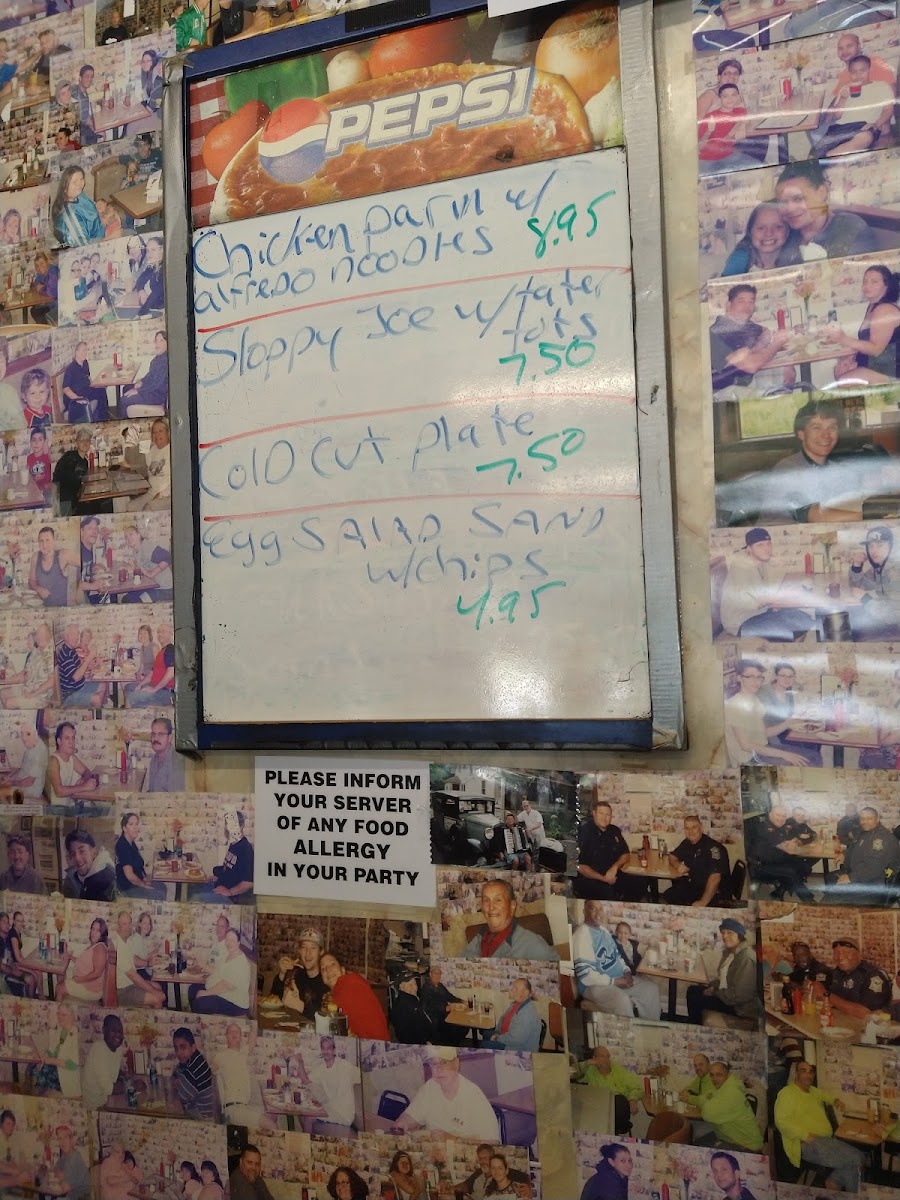 PEPSI
Chicken parm w/
alfredo noodles 8.95
Sloppy Joe w/tater
tots
7.50
Cold Cut plate
7.50
Egg SAlAD SAND
w/chips
4.95
PLEASE INFORM
YOUR SERVER
OF ANY FOOD
ALLERGY
IN YOUR PARTY